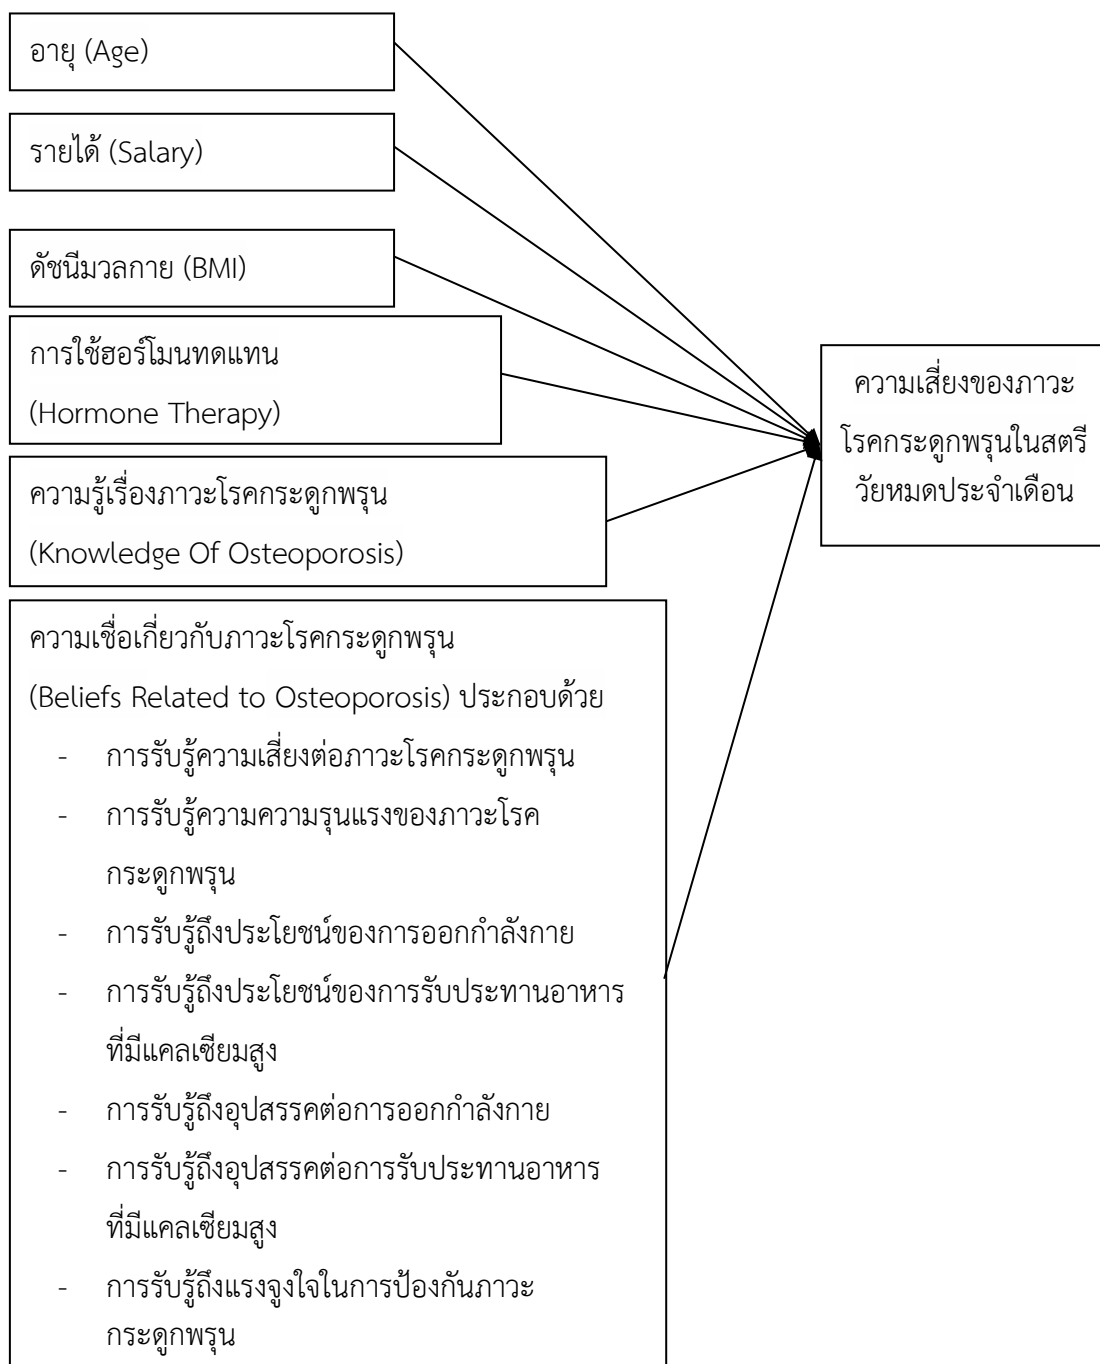 อายุ (Age)
รายได้ (Salary)
ดัชนีมวลกาย (BMI)
การใช้ฮอร์โมนทดแทน
(Hormone Therapy)
ความรู้เรื่องภาวะโรคกระดูกพรุน
(Knowledge Of Osteoporosis)
ความเชื่อเกี่ยวกับภาวะโรคกระดูกพรุน
(Beliefs Related to Osteoporosis) ประกอบด้วย
- การรับรู้ความเสี่ยงต่อภาวะโรคกระดูกพรุน
- การรับรู้ความความรุนแรงของภาวะโรค
กระดูกพรุน
- การรับรู้ถึงประโยชน์ของการออกกำลังกาย
- การรับรู้ถึงประโยชน์ของการรับประทานอาหาร
ที่มีแคลเซียมสูง
- การรับรู้ถึงอุปสรรคต่อการออกกำลังกาย
- การรับรู้ถึงอุปสรรคต่อการรับประทานอาหาร
ที่มีแคลเซียมสูง
- การรับรู้ถึงแรงจูงใจในการป้องกันภาวะ
กระดูกพรุน
ความเสี่ยงของภาวะ
โรคกระดูกพรุนในสตรี
วัยหมดประจำเดือน